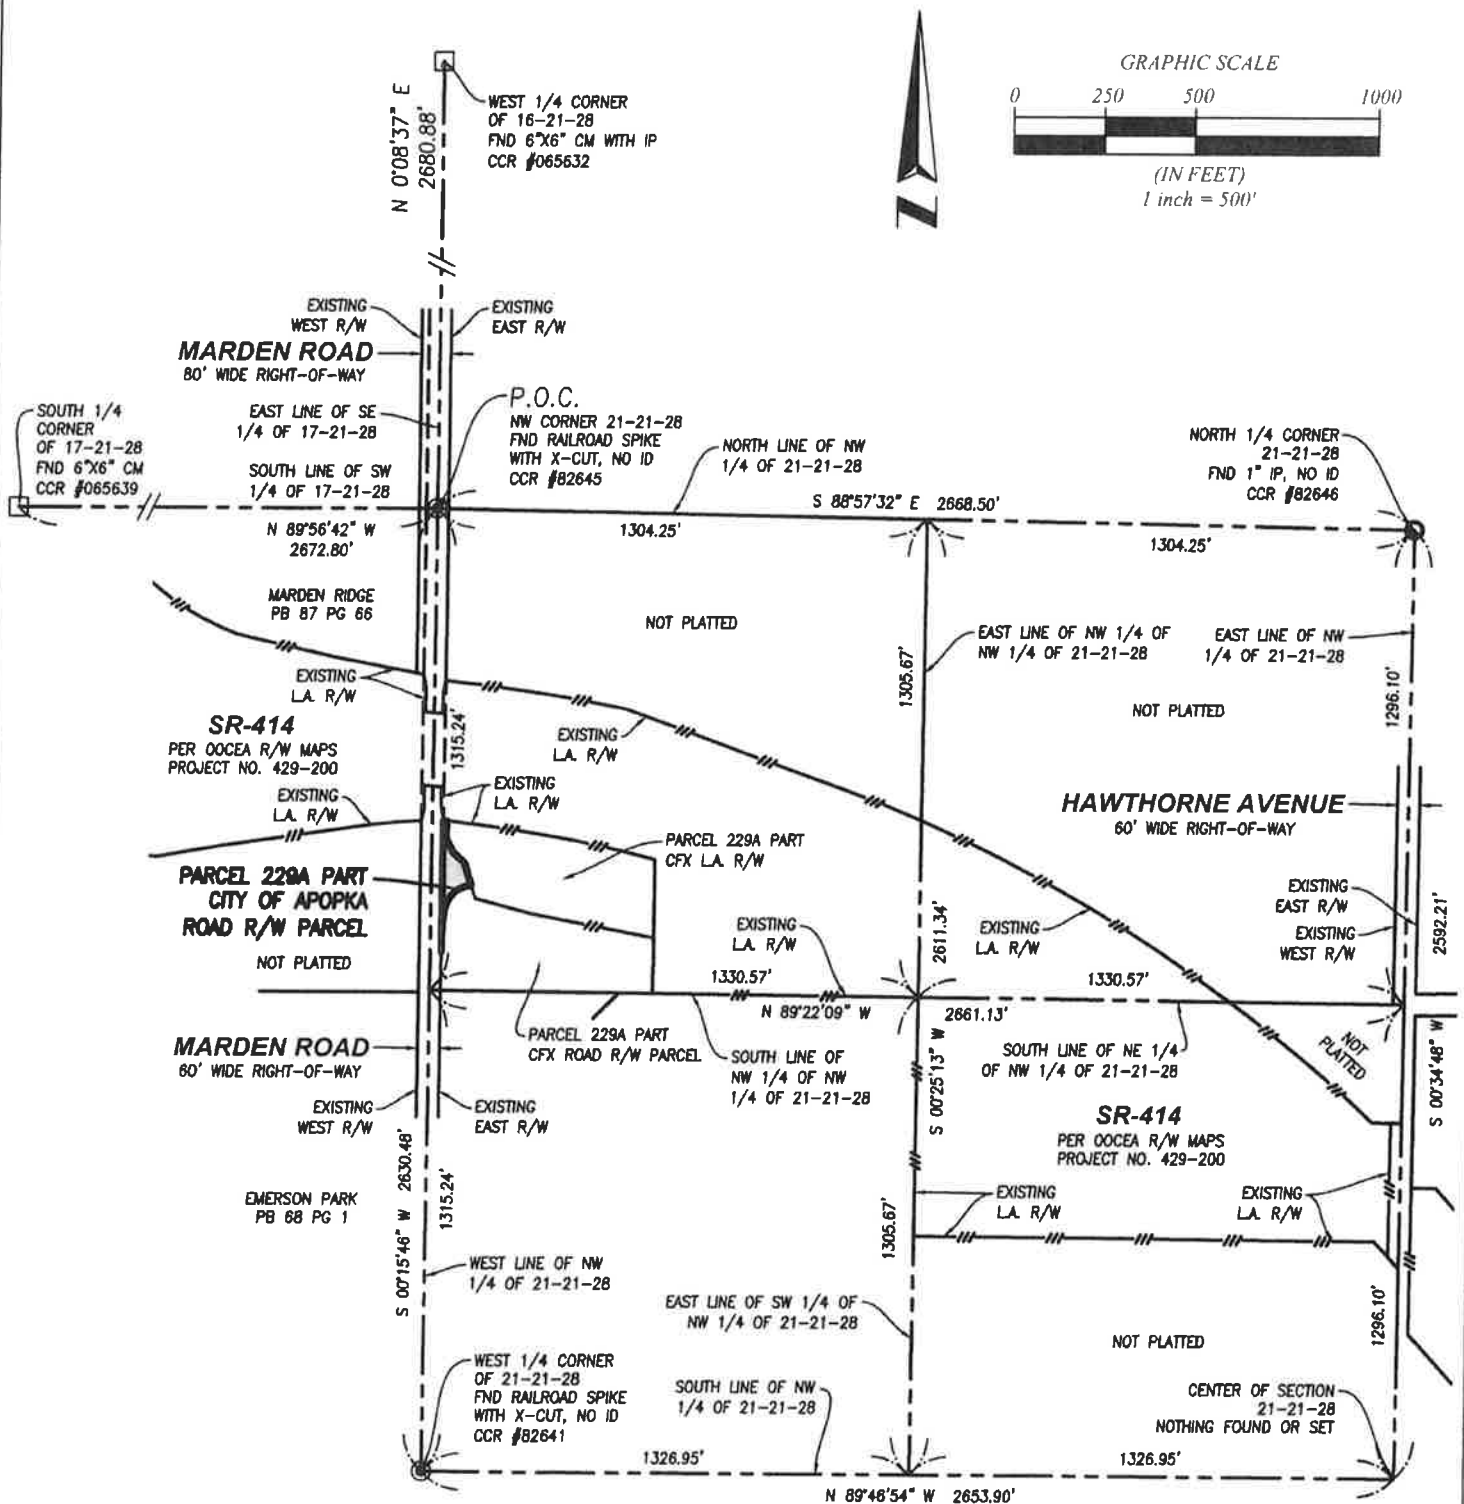 GRAPHIC SCALE
0 250 500 1000
(IN FEET)
1 inch = 500'
N
N 0°08'37" E
2680.88'
WEST 1/4 CORNER
OF 16-21-28
FND 6"X6" CM WITH IP
CCR #065632
EXISTING
WEST R/W
EXISTING
EAST R/W
MARDEN ROAD
80' WIDE RIGHT-OF-WAY
SOUTH 1/4
CORNER
OF 17-21-28
FND 6"X6" CM
CCR #065639
EAST LINE OF SE
1/4 OF 17-21-28
SOUTH LINE OF SW
1/4 OF 17-21-28
P.O.C.
NW CORNER 21-21-28
FND RAILROAD SPIKE
WITH X-CUT, NO ID
CCR #82645
NORTH LINE OF NW
1/4 OF 21-21-28
NORTH 1/4 CORNER
21-21-28
FND 1" IP, NO ID
CCR #82646
S 88°57'32" E 2668.50'
N 89°56'42" W
2672.80'
1304.25'
1304.25'
MARDEN RIDGE
PB 87 PG 66
NOT PLATTED
EAST LINE OF NW 1/4 OF
NW 1/4 OF 21-21-28
EAST LINE OF NW
1/4 OF 21-21-28
1305.67'
1296.10'
EXISTING
L.A. R/W
NOT PLATTED
SR-414
PER OOCEA R/W MAPS
PROJECT NO. 429-200
1315.24'
EXISTING
L.A. R/W
EXISTING
L.A. R/W
EXISTING
L.A. R/W
HAWTHORNE AVENUE
60' WIDE RIGHT-OF-WAY
PARCEL 229A PART
CFX L.A. R/W
PARCEL 229A PART
CITY OF APOPKA
ROAD R/W PARCEL
EXISTING
EAST R/W
EXISTING
WEST R/W
2592.21'
EXISTING
L.A. R/W
2611.34'
EXISTING
L.A. R/W
NOT PLATTED
1330.57'
1330.57'
N 89°22'09" W
2661.13'
PARCEL 229A PART
CFX ROAD R/W PARCEL
MARDEN ROAD
60' WIDE RIGHT-OF-WAY
SOUTH LINE OF
NW 1/4 OF NW
1/4 OF 21-21-28
S 00°25'13" W
SOUTH LINE OF NE 1/4
OF NW 1/4 OF 21-21-28
NOT
PLATTED
S 00°34'48" W
EXISTING
WEST R/W
EXISTING
EAST R/W
SR-414
PER OOCEA R/W MAPS
PROJECT NO. 429-200
EMERSON PARK
PB 68 PG 1
S 00°15'46" W 2630.48'
1315.24'
EXISTING
L.A. R/W
EXISTING
L.A. R/W
1305.67'
WEST LINE OF NW
1/4 OF 21-21-28
EAST LINE OF SW 1/4 OF
NW 1/4 OF 21-21-28
1296.10'
NOT PLATTED
WEST 1/4 CORNER
OF 21-21-28
FND RAILROAD SPIKE
WITH X-CUT, NO ID
CCR #82641
SOUTH LINE OF NW
1/4 OF 21-21-28
CENTER OF SECTION
21-21-28
NOTHING FOUND OR SET
1326.95'
1326.95'
N 89°46'54" W 2653.90'